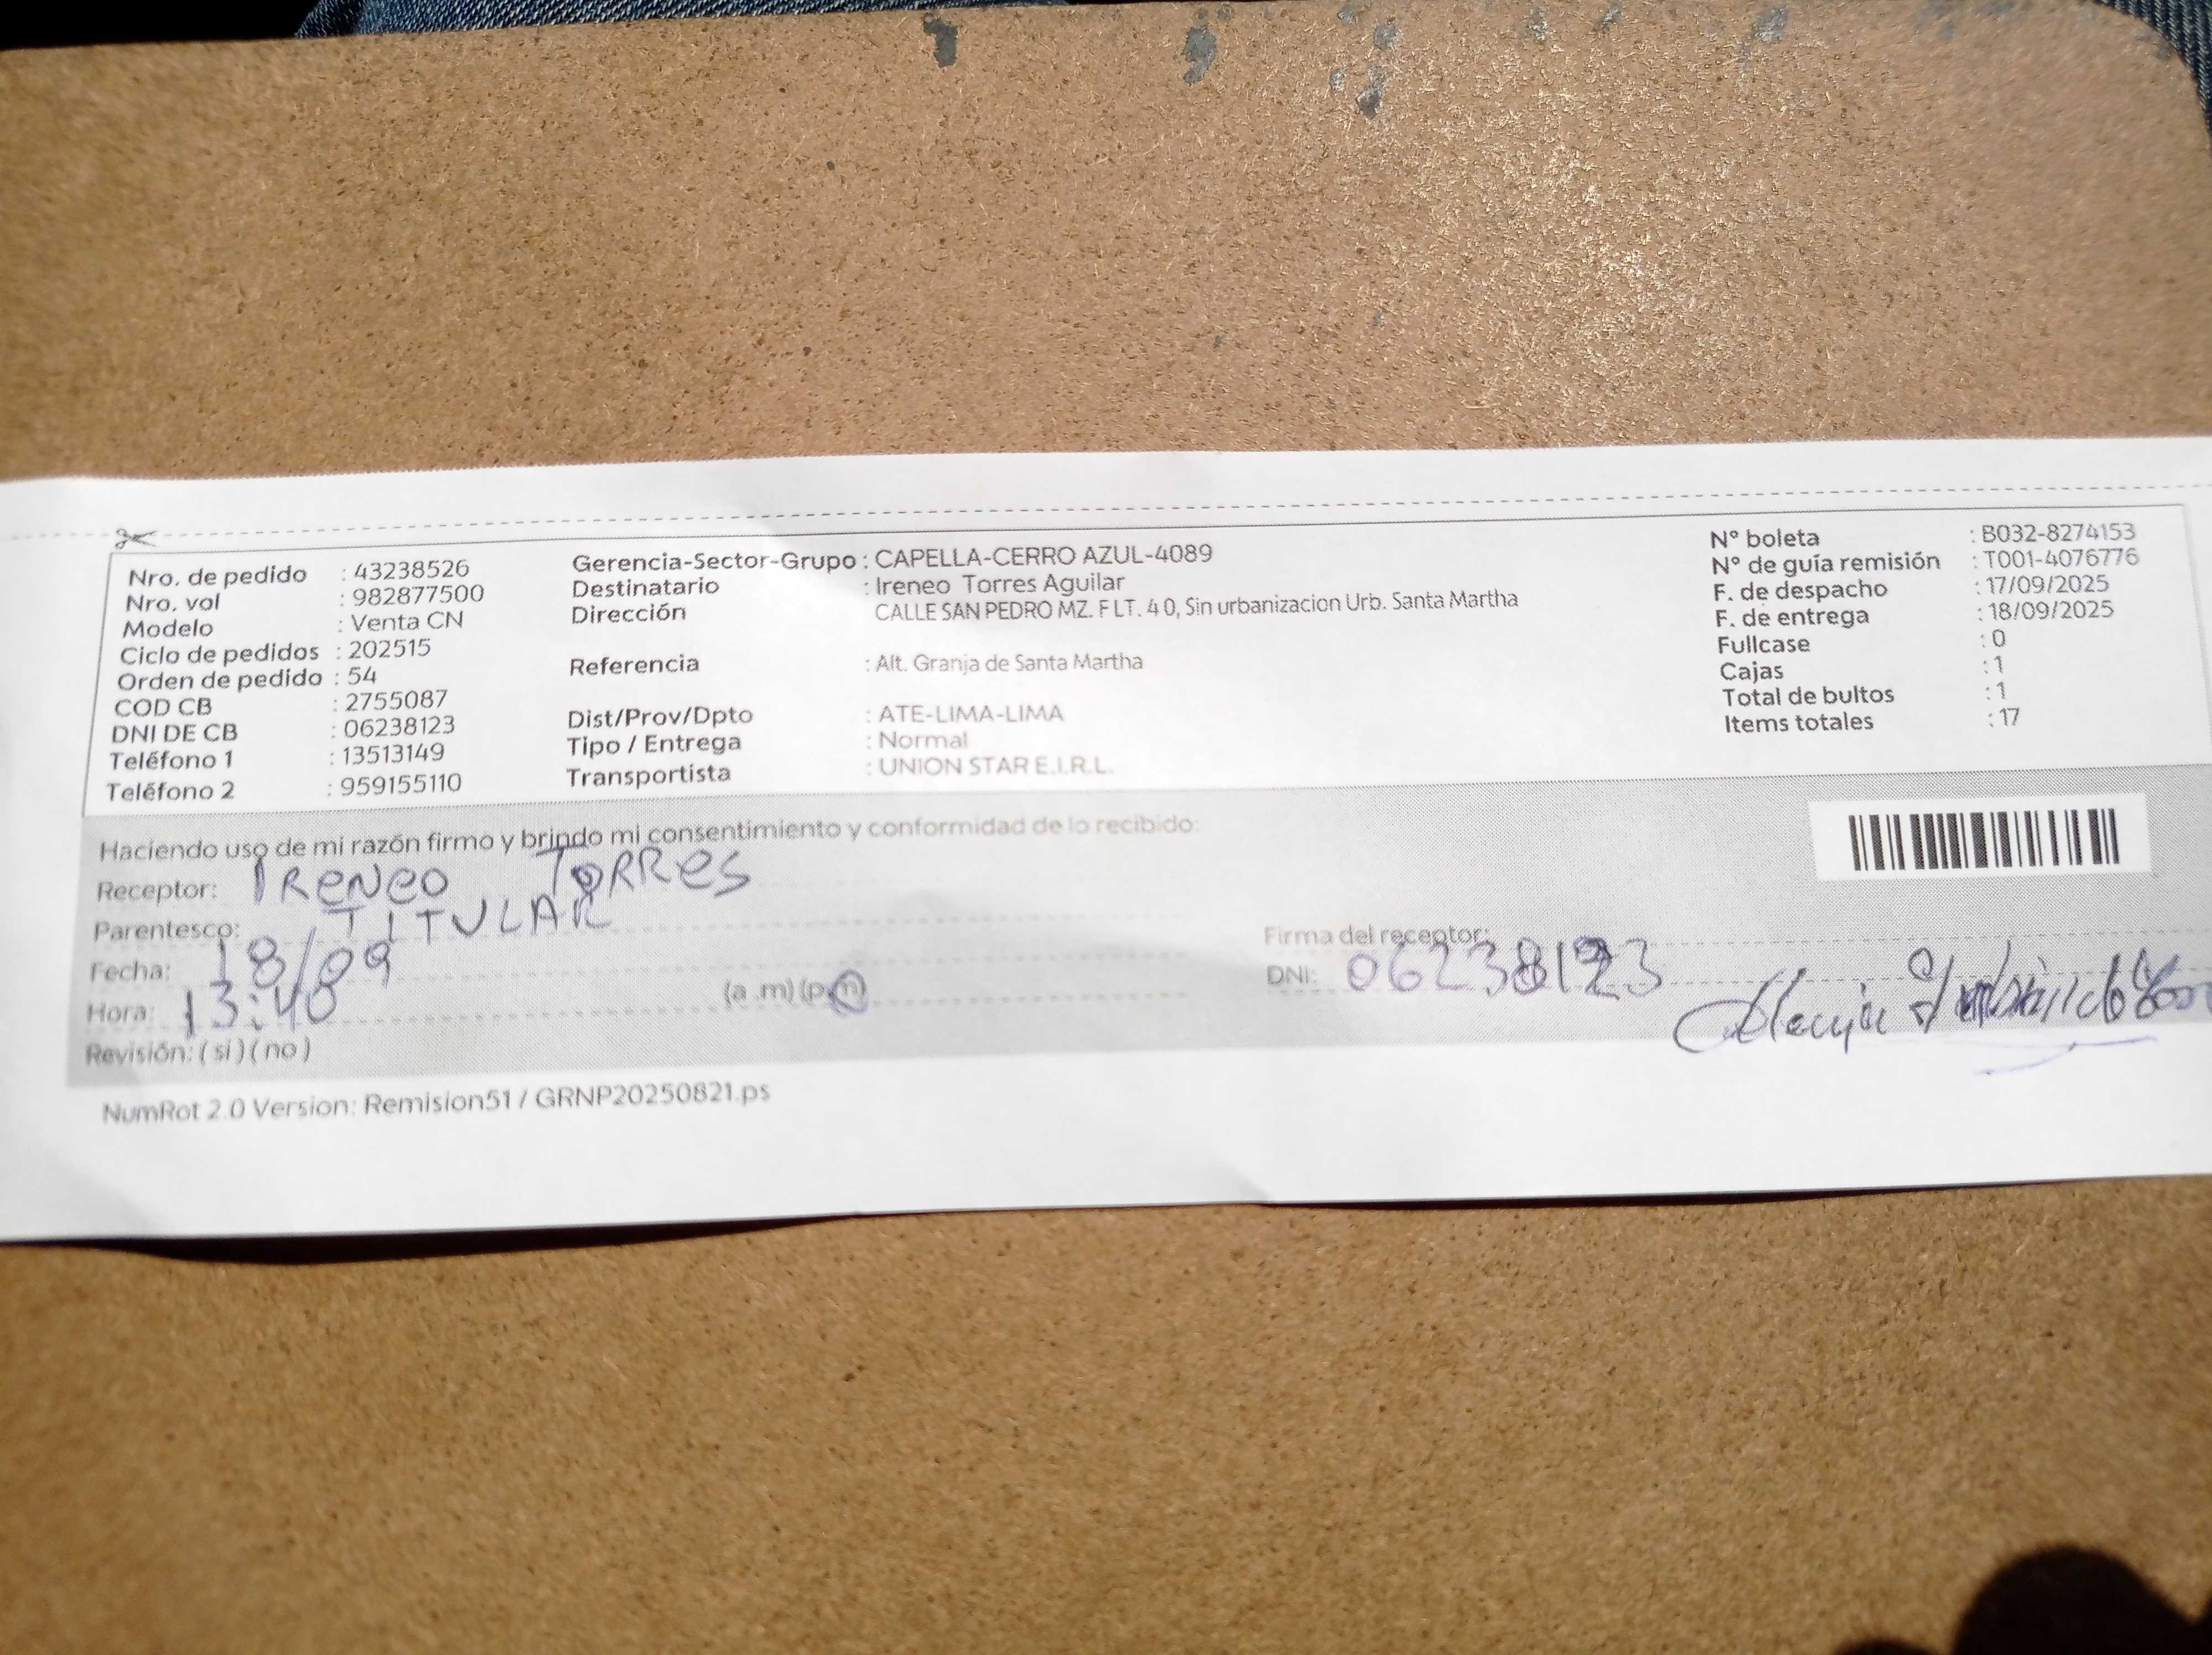 Nro. de pedido : 43238526
Nro. vol : 982877500
Modelo : Venta CN
Ciclo de pedidos : 202515
Orden de pedido : 54
COD CB : 2755087
DNI DE CB : 06238123
Teléfono 1 : 13513149
Teléfono 2 : 959155110
Gerencia-Sector-Grupo : CAPELLA-CERRO AZUL-4089
Destinatario : Ireneo Torres Aguilar
Dirección CALLE SAN PEDRO MZ. F LT. 4 0, Sin urbanizacion Urb. Santa Martha
Referencia : Alt. Granja de Santa Martha
Dist/Prov/Dpto : ATE-LIMA-LIMA
Tipo / Entrega : Normal
Transportista : UNION STAR E.I.R.L.
N° boleta : B032-8274153
N° de guía remisión : T001-4076776
F. de despacho : 17/09/2025
F. de entrega : 18/09/2025
Fullcase : 0
Cajas : 1
Total de bultos : 1
Items totales : 17
Haciendo uso de mi razón firmo y brindo mi consentimiento y conformidad de lo recibido:
Receptor: IRENEO TORRES
Parentesco: TITULAR
Fecha: 18/09
Hora: 13:40 (a .m) (p.m)
Revisión: ( si ) ( no )
Firma del receptor:
DNI: 06238123
NumRot 2.0 Version: Remision51 / GRNP20250821.ps